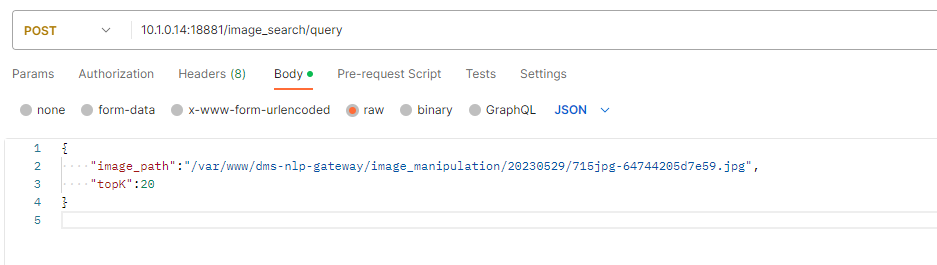 POST 10.1.0.14:18881/image_search/query
Params Authorization Headers (8) Body Pre-request Script Tests Settings
none form-data x-www-form-urlencoded raw binary GraphQL JSON
1 {
2 "image_path":"/var/www/dms-nlp-gateway/image_manipulation/20230529/715jpg-64744205d7e59.jpg",
3 "topK":20
4 }
5